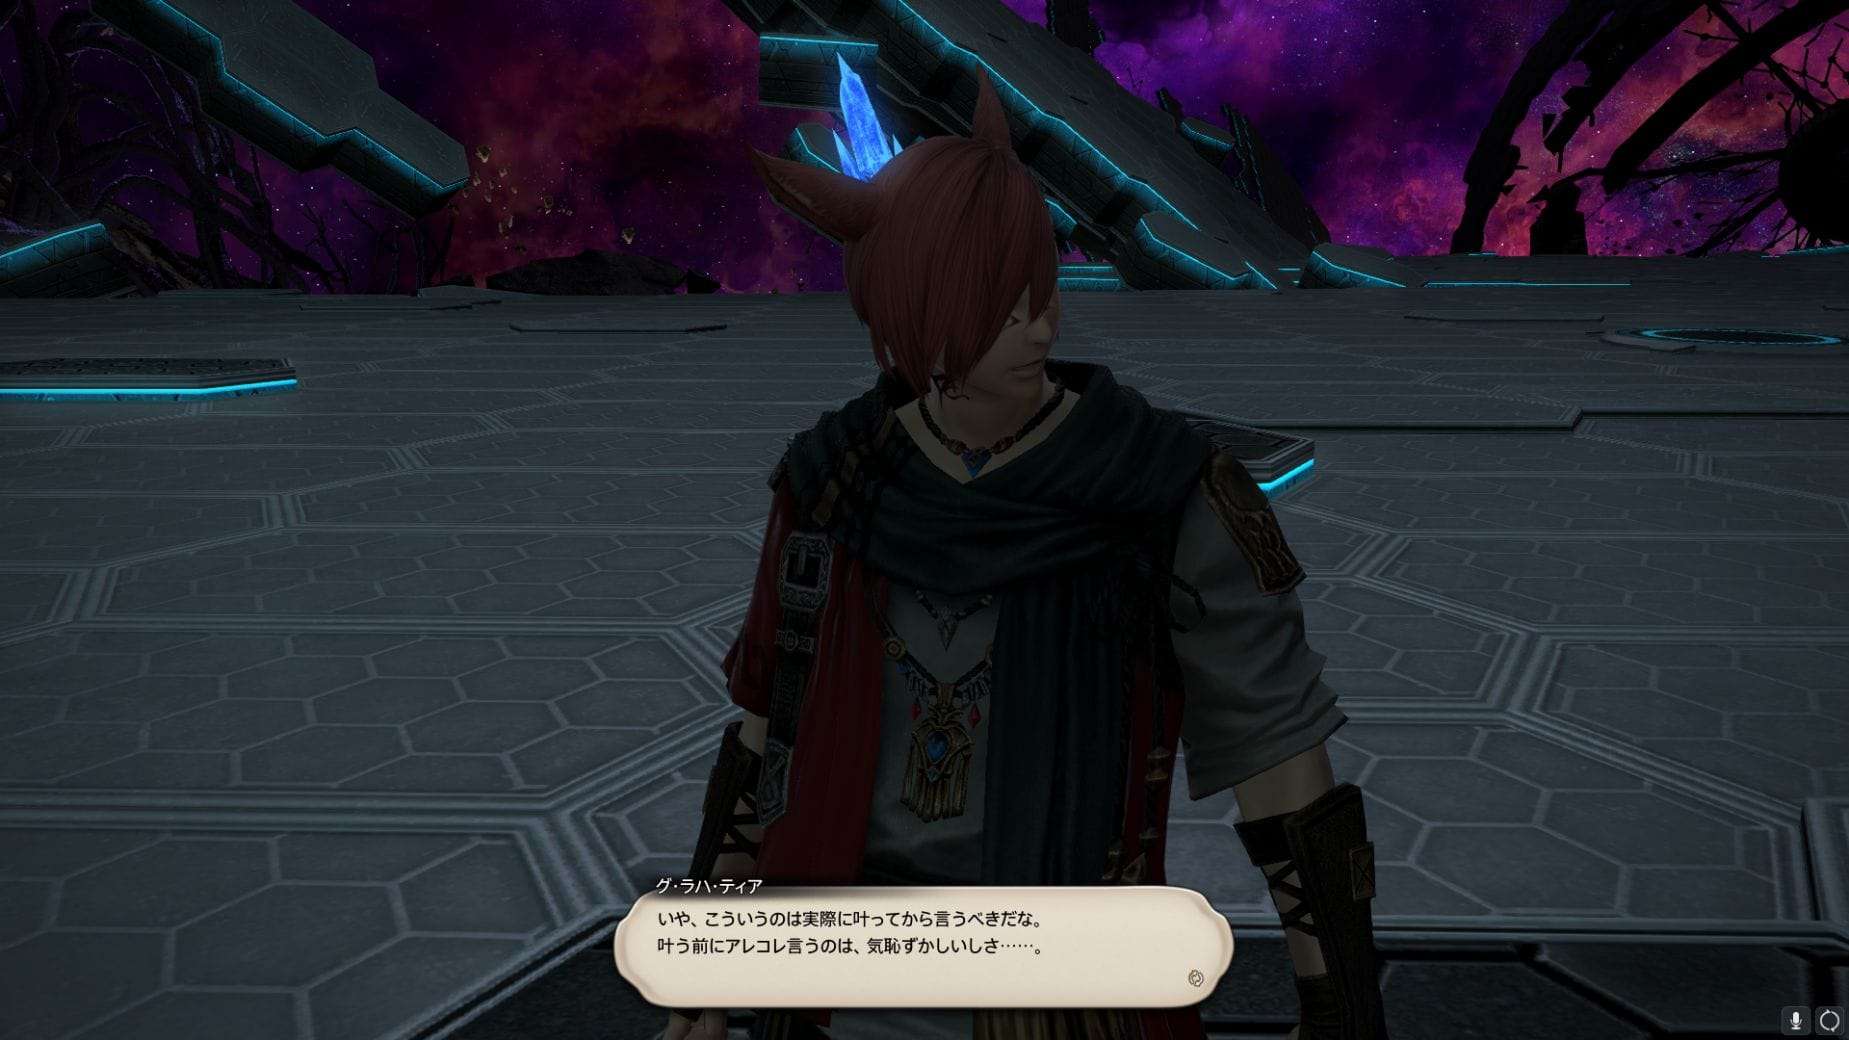 グ・ラハ・ティア
いや、こういうのは実際に叶ってから言うべきだな。
叶う前にアレコレ言うのは、気恥ずかしいしさ……。